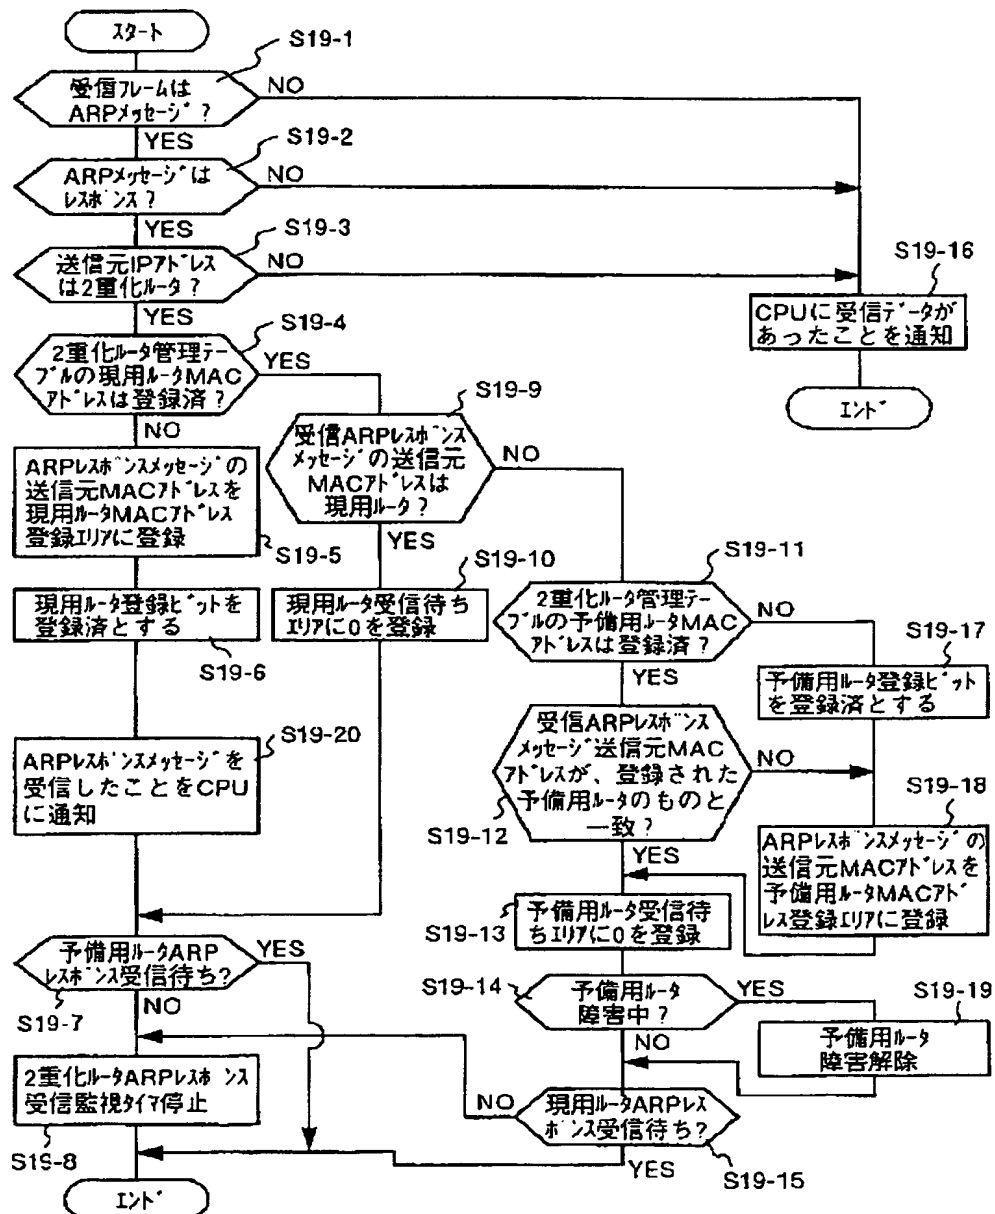 スタート
S19-1
受信フレームは
ARPメッセージ?
NO
YES
S19-2
ARPメッセージは
レスポンス?
NO
YES
S19-3
送信元IPアドレス
は2重化ルータ?
NO
YES
S19-16
CPUに受信データが
あったことを通知
エンド
S19-4
2重化ルータ管理テー
ブルの現用ルータMAC
アドレスは登録済?
YES
NO
S19-9
受信ARPレスポンス
メッセージの送信元
MACアドレスは
現用ルータ?
NO
YES
ARPレスポンスメッセージの
送信元MACアドレスを
現用ルータMACアドレス
登録エリアに登録
S19-5
S19-10
現用ルータ受信待ち
エリアに0を登録
S19-11
2重化ルータ管理テー
ブルの予備用ルータMAC
アドレスは登録済?
NO
YES
現用ルータ登録ビットを
登録済とする
S19-6
S19-17
予備用ルータ登録ビット
を登録済とする
受信ARPレスポンス
メッセージ送信元MAC
アドレスが、登録された
予備用ルータのものと
一致?
NO
S19-12
YES
S19-20
ARPレスポンスメッセージを
受信したことをCPU
に通知
S19-18
ARPレスポンスメッセージの
送信元MACアドレスを
予備用ルータMACアド
レス登録エリアに登録
予備用ルータ受信待
ちエリアに0を登録
S19-13
予備用ルータARP
レスポンス受信待ち?
YES
NO
S19-7
S19-14
予備用ルータ
障害中?
YES
NO
S19-19
予備用ルータ
障害解除
2重化ルータARPレスポンス
受信監視タイマ停止
S19-8
NO
現用ルータARPレス
ポンス受信待ち?
YES
S19-15
エンド